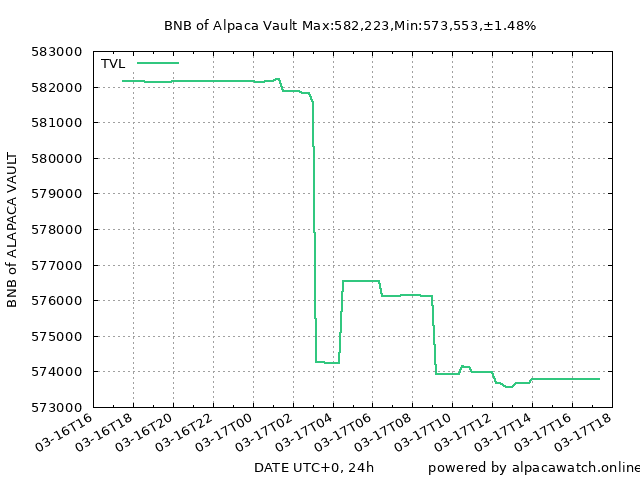 BNB of Alpaca Vault Max:582,223,Min:573,553,±1.48%
TVL
BNB of ALAPACA VAULT
583000
582000
581000
580000
579000
578000
577000
576000
575000
574000
573000
03-16T16 03-16T18 03-16T20 03-16T22 03-17T00 03-17T02 03-17T04 03-17T06 03-17T08 03-17T10 03-17T12 03-17T14 03-17T16 03-17T18
DATE UTC+0, 24h powered by alpacawatch.online